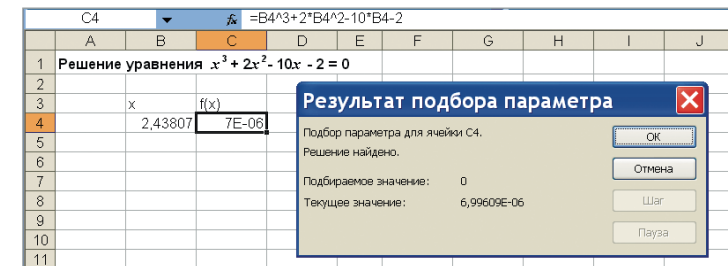 C4 fx =B4^3+2*B4^2-10*B4-2
A B C D E F G H I J
1 Решение уравнения x³ + 2x² - 10x - 2 = 0
2
3 x f(x)
4 2,43807 7E-06
5
6
7
8
9
10
11
Результат подбора параметра
Подбор параметра для ячейки C4.
Решение найдено.
Подбираемое значение: 0
Текущее значение: 6,99609E-06
ОК
Отмена
Шаг
Пауза